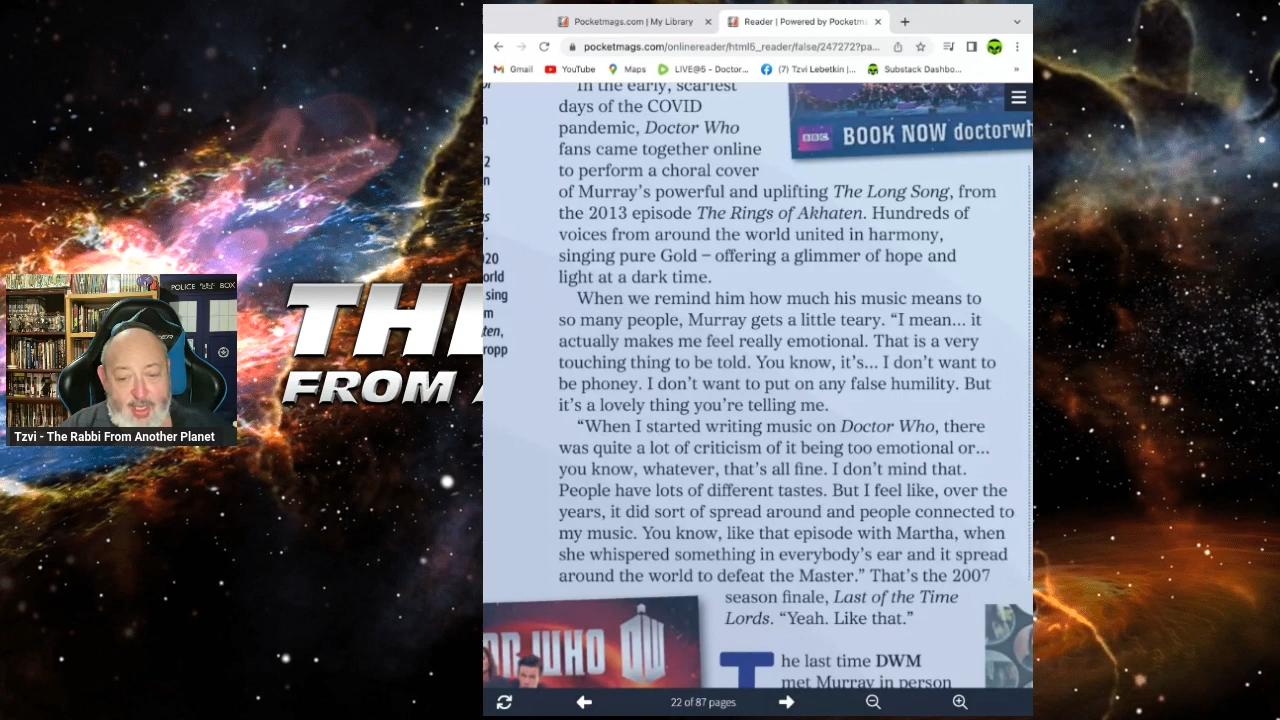 Pocketmags.com | My Library
Reader | Powered by Pocketm
pocketmags.com/onlinereader/html5_reader/false/247272?pa...
Gmail
YouTube
Maps
LIVE@5 - Doctor...
(7) Tzvi Lebetkin |...
Substack Dashbo...
»
In the early, scariest
days of the COVID
pandemic, Doctor Who
fans came together online
to perform a choral cover
of Murray's powerful and uplifting The Long Song, from
the 2013 episode The Rings of Akhaten. Hundreds of
voices from around the world united in harmony,
singing pure Gold – offering a glimmer of hope and
light at a dark time.
When we remind him how much his music means to
so many people, Murray gets a little teary. “I mean... it
actually makes me feel really emotional. That is a very
touching thing to be told. You know, it's... I don't want to
be phoney. I don't want to put on any false humility. But
it's a lovely thing you're telling me.
“When I started writing music on Doctor Who, there
was quite a lot of criticism of it being too emotional or...
you know, whatever, that's all fine. I don't mind that.
People have lots of different tastes. But I feel like, over the
years, it did sort of spread around and people connected to
my music. You know, like that episode with Martha, when
she whispered something in everybody's ear and it spread
around the world to defeat the Master.” That's the 2007
season finale, Last of the Time
Lords. “Yeah. Like that.”
The last time DWM
met Murray in person
BBC BOOK NOW doctorwh
20
orld
sing
m
ten,
ropp
OR WHO DW
22 of 87 pages
POLICE BOX
THE
FROM A
Tzvi - The Rabbi From Another Planet